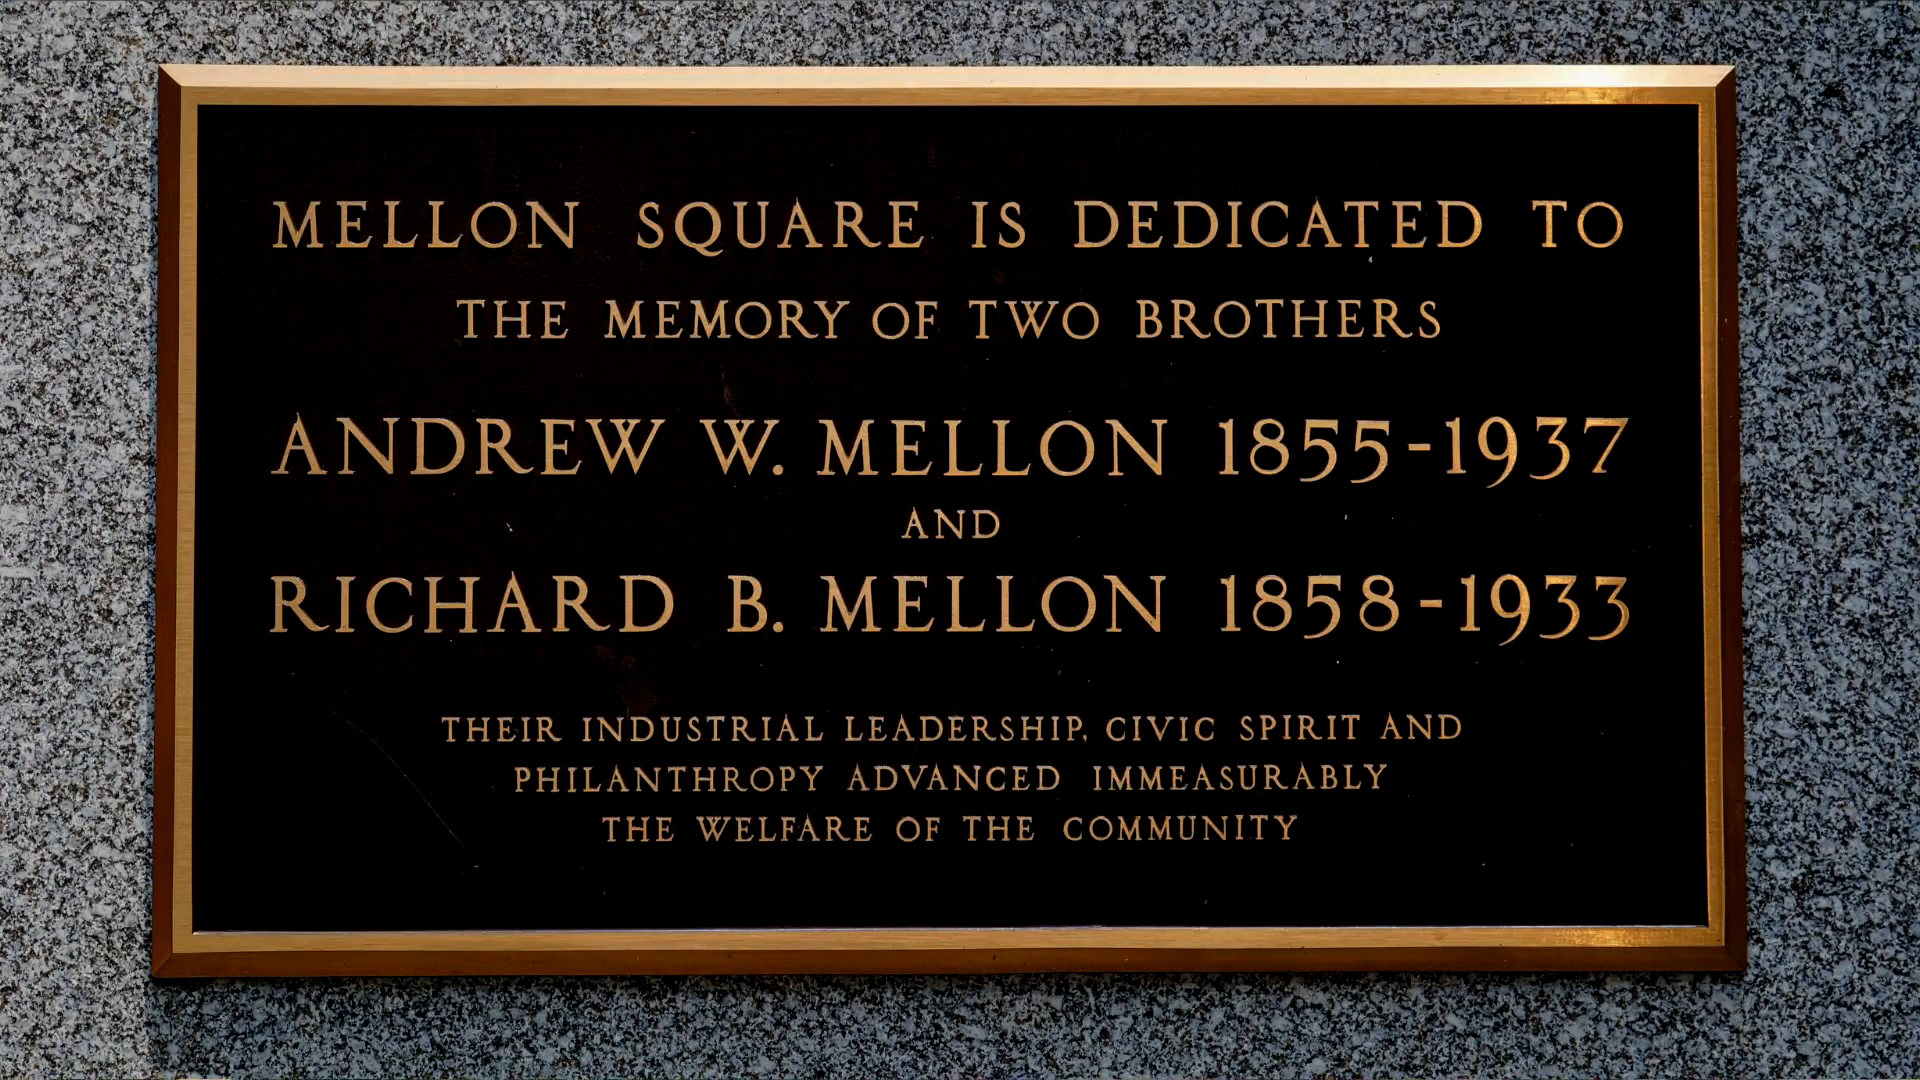 MELLON SQUARE IS DEDICATED TO
THE MEMORY OF TWO BROTHERS
ANDREW W. MELLON 1855-1937
AND
RICHARD B. MELLON 1858-1933
THEIR INDUSTRIAL LEADERSHIP, CIVIC SPIRIT AND
PHILANTHROPY ADVANCED IMMEASURABLY
THE WELFARE OF THE COMMUNITY